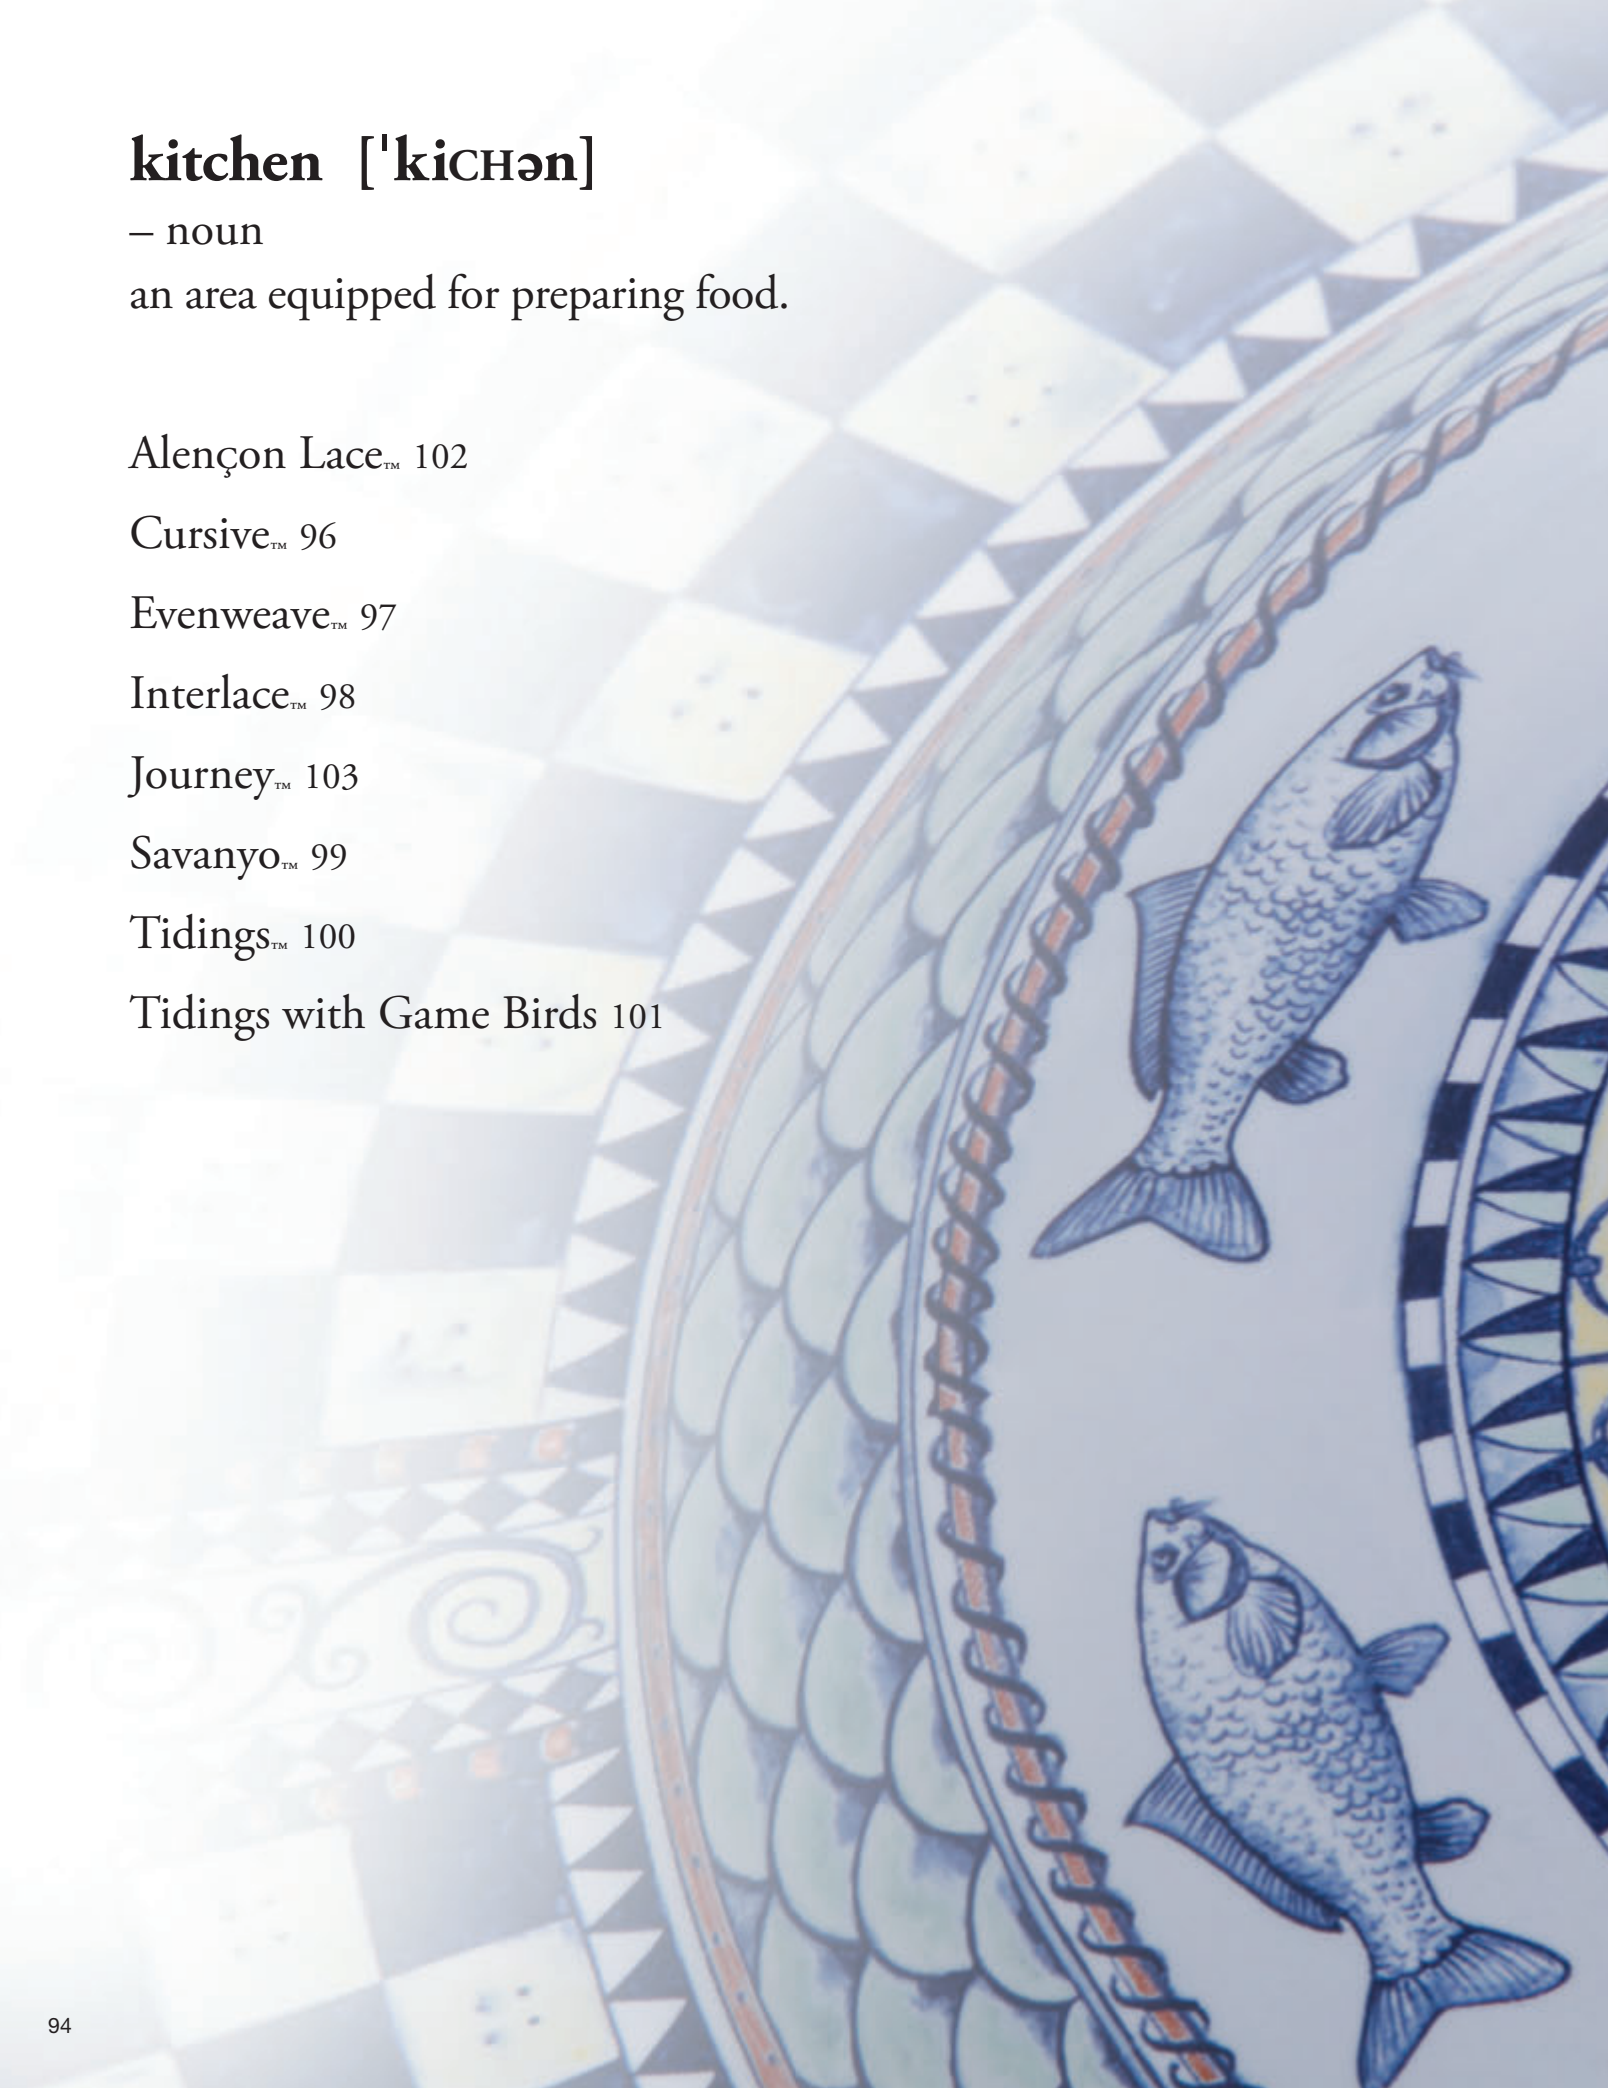 kitchen [ˈkiCHən]
– noun
an area equipped for preparing food.
Alençon Lace™ 102
Cursive™ 96
Evenweave™ 97
Interlace™ 98
Journey™ 103
Savanyo™ 99
Tidings™ 100
Tidings with Game Birds 101
94